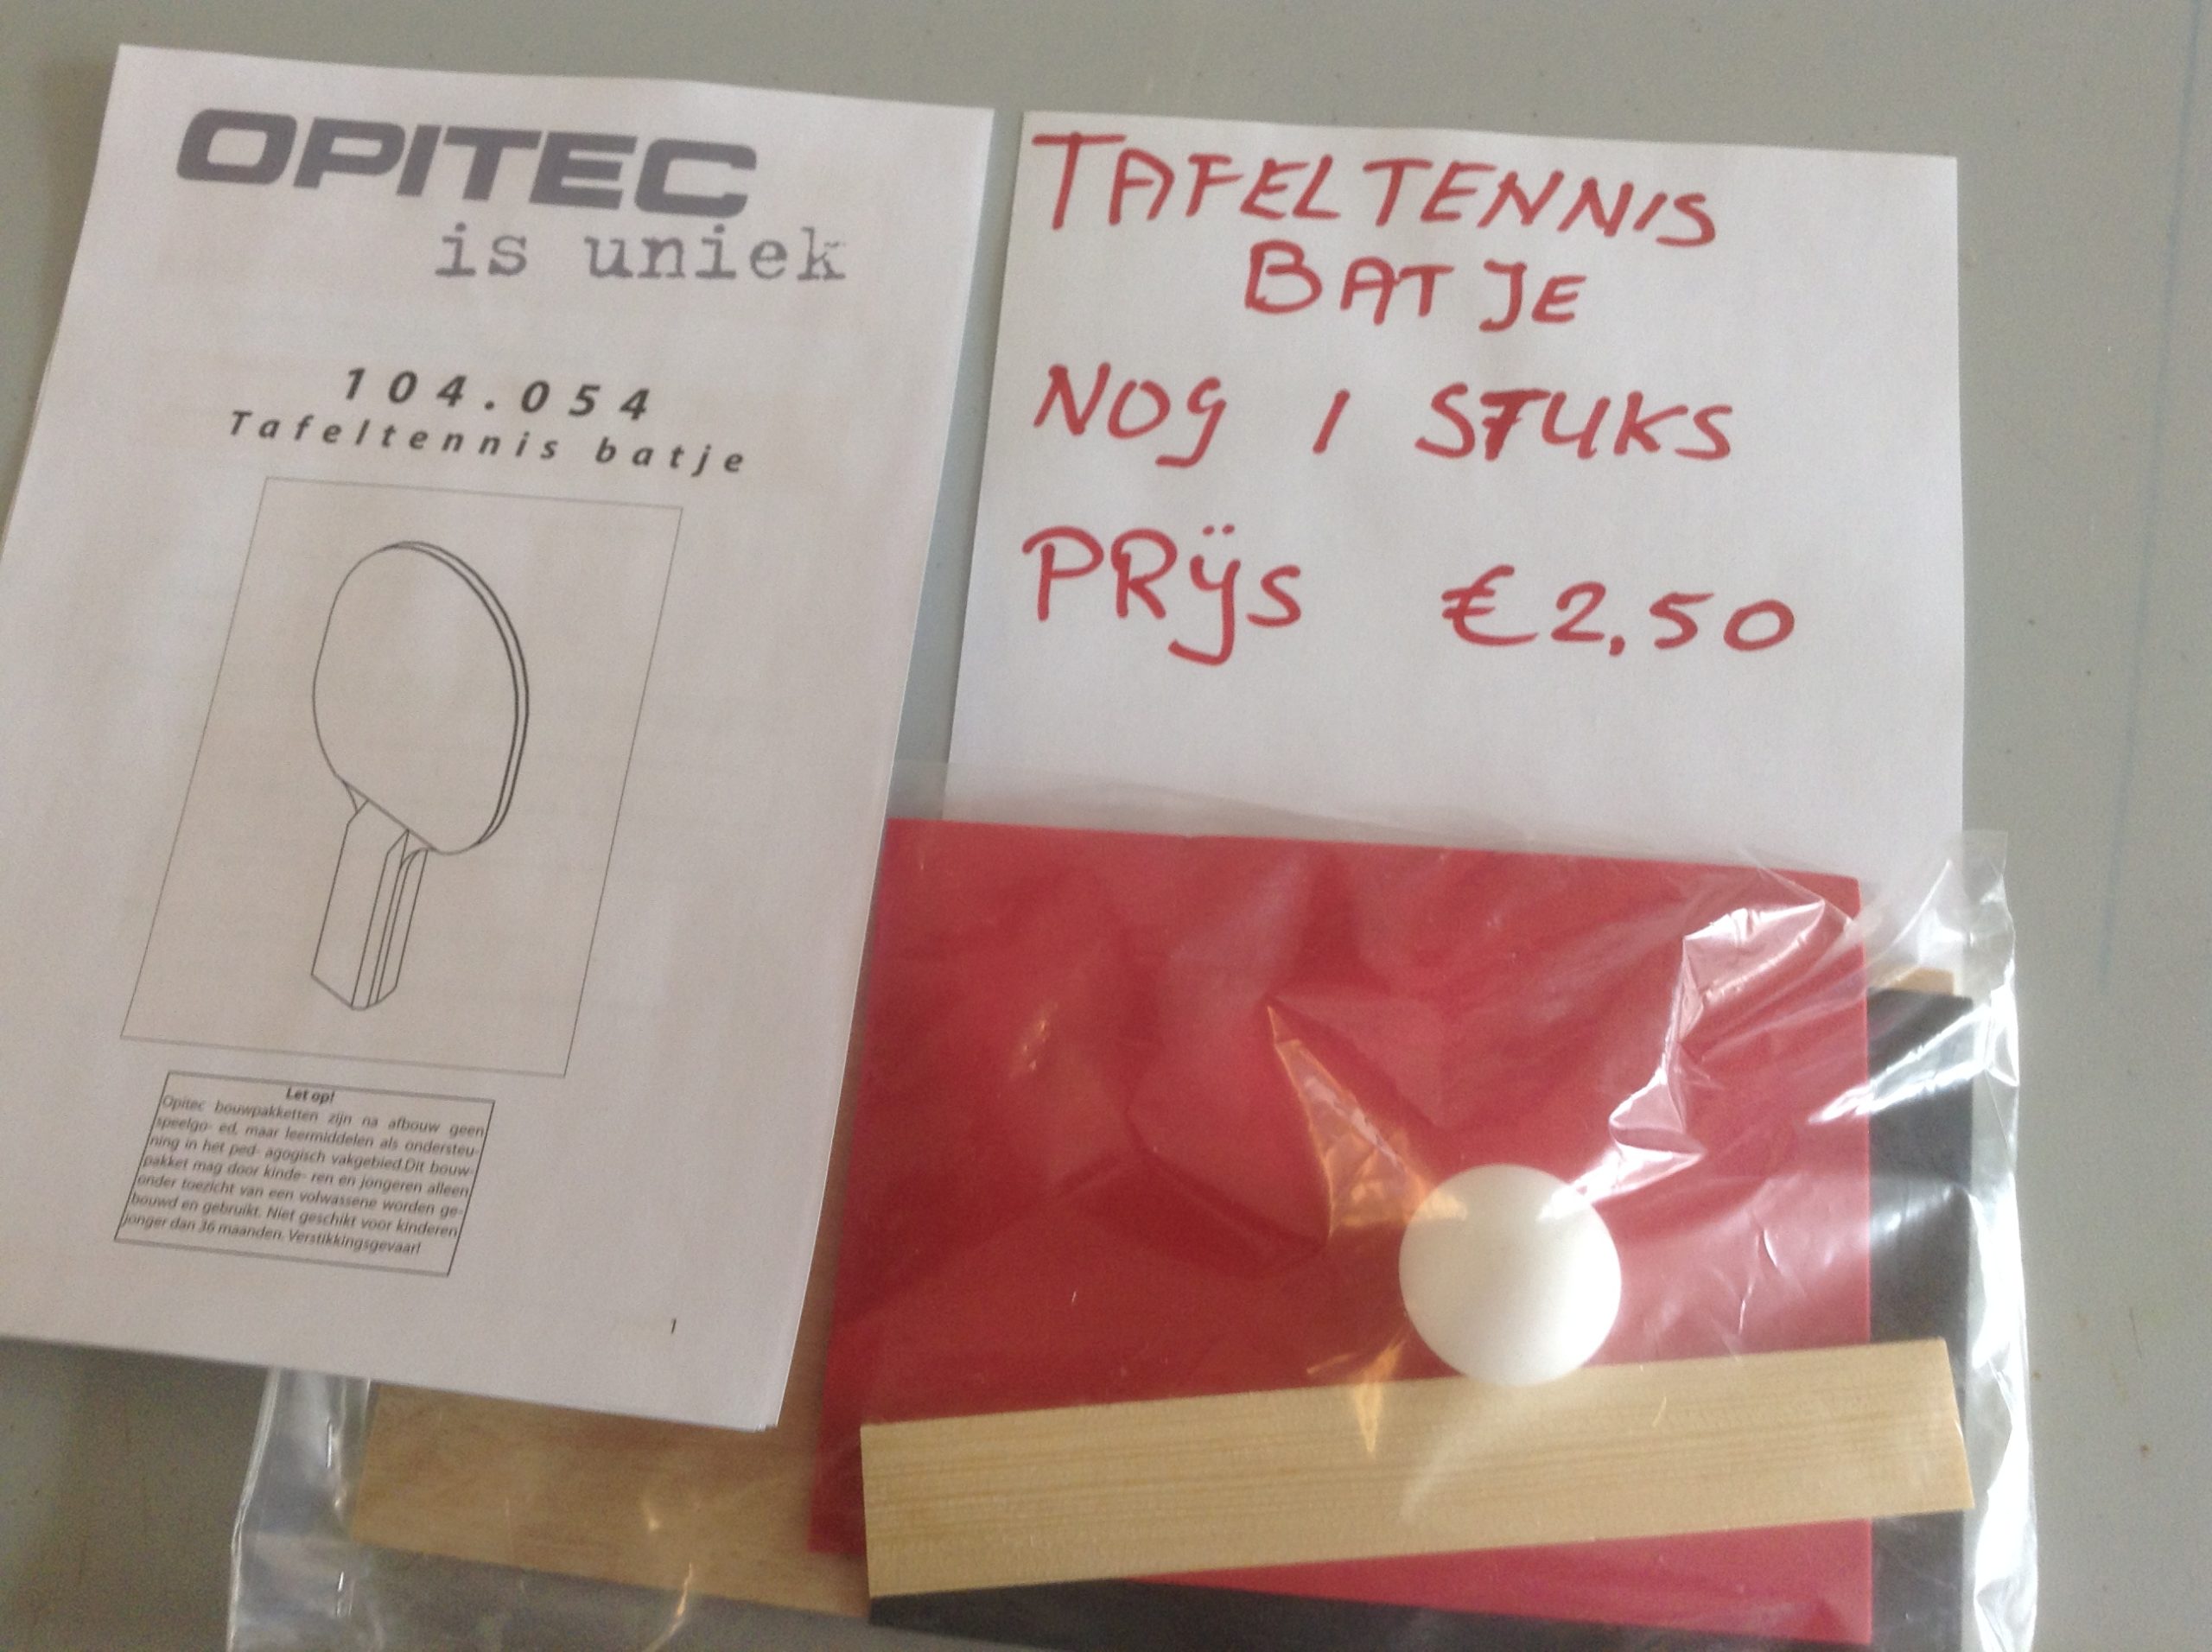 OPITEC
is uniek
104.054
Tafeltennis batje
Let op!
Opitec bouwpakketten zijn na afbouw geen
speelgo- ed, maar leermiddelen als ondersteu-
ning in het ped- agogisch vakgebied.Dit bouw-
pakket mag door kinde- ren en jongeren alleen
onder toezicht van een volwassene worden ge-
bouwd en gebruikt. Niet geschikt voor kinderen
jonger dan 36 maanden. Verstikkingsgevaar!
1
TAFELTENNIS
BATJE
NOG 1 STUKS
PRÿS €2,50